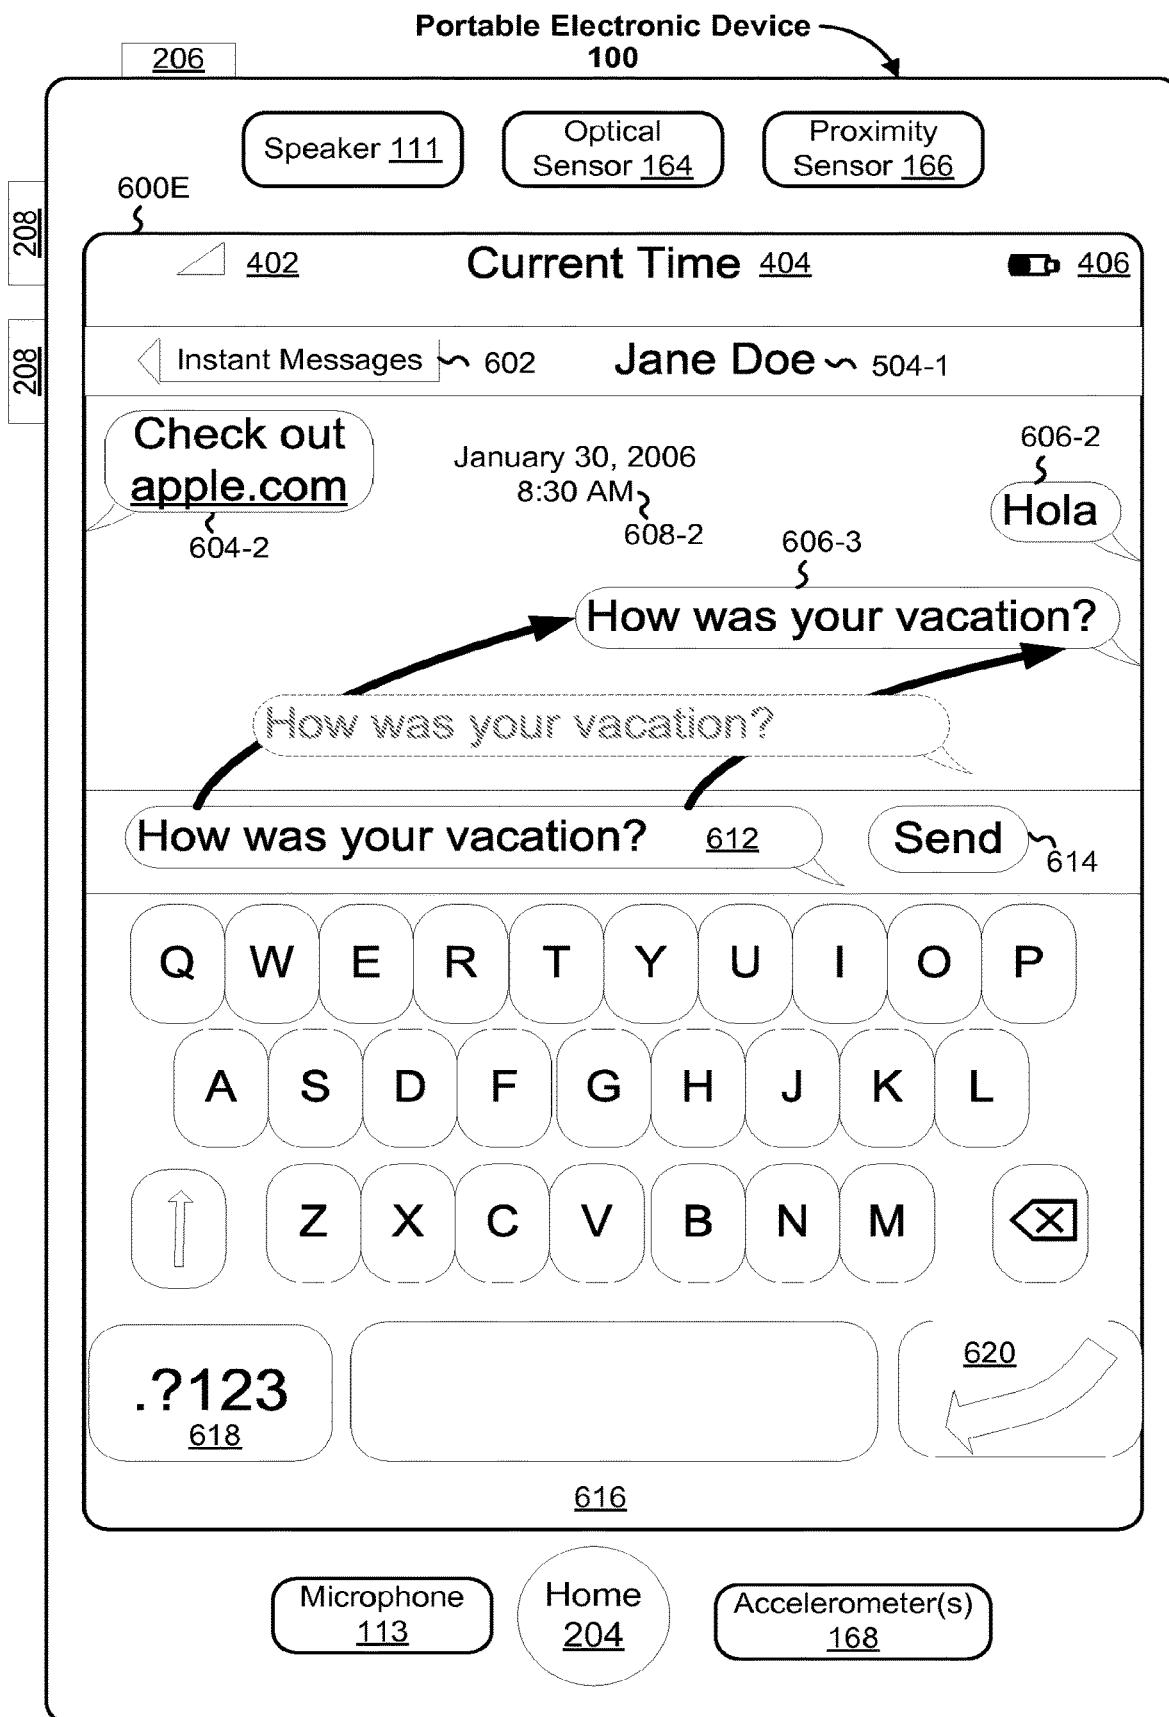 Portable Electronic Device
100
206
Speaker 111
Optical
Sensor 164
Proximity
Sensor 166
600E
208
208
402
Current Time 404
406
Instant Messages
602
Jane Doe
504-1
Check out
apple.com
604-2
January 30, 2006
8:30 AM
608-2
606-2
Hola
606-3
How was your vacation?
How was your vacation?
How was your vacation? 612
Send
614
Q W E R T Y U I O P
A S D F G H J K L
Z X C V B N M
.?123
618
620
616
Microphone
113
Home
204
Accelerometer(s)
168